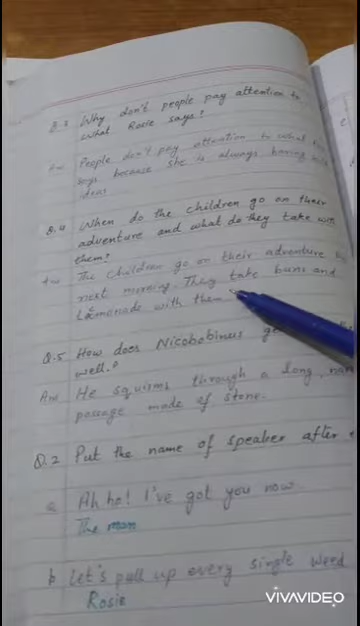 Q.3 Why don't people pay attention to
what Rosie says?
Ans People don't pay attention to what
says because she is always having
ideas
Q.4 When do the children go on their
adventure and what do they take with
them?
Ans The children go on their adventure
next morning. They take buns and
Lemonade with them
Q.5 How does Nicobobinus
well?
Ans He squirms through a long,
passage made of stone.
Q.2 Put the name of speaker after
a Ah ha! I've got you now
The man
b Let's pull up every single weed
Rosie
VIVAVIDEO